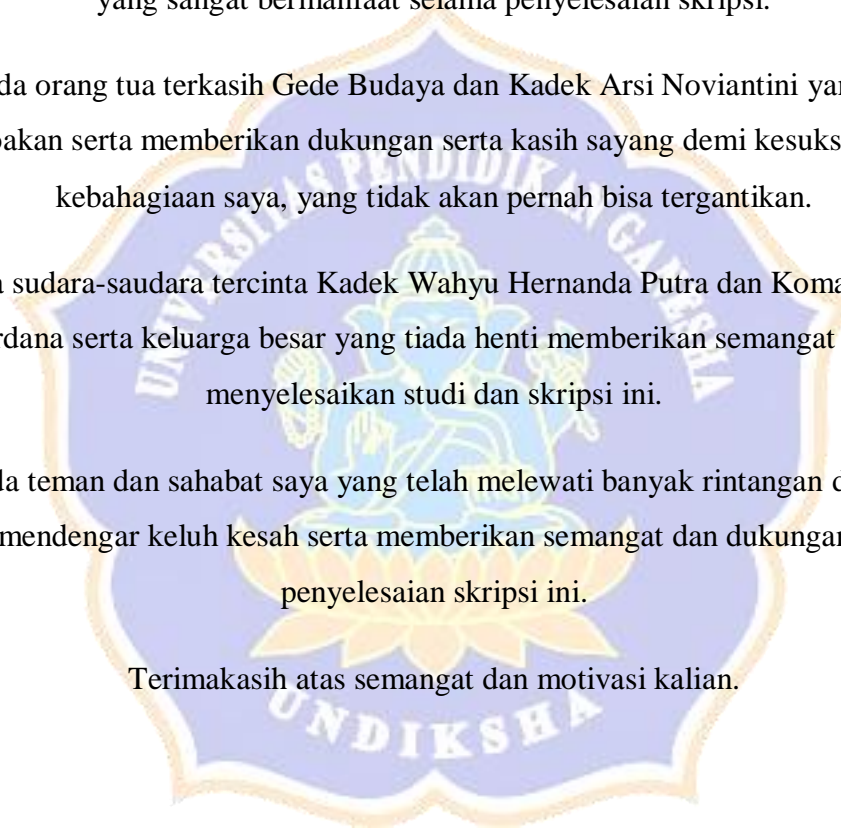 yang sangat bermanfaat selama penyelesaian skripsi.
da orang tua terkasih Gede Budaya dan Kadek Arsi Noviantini yan
akan serta memberikan dukungan serta kasih sayang demi kesuks
kebahagiaan saya, yang tidak akan pernah bisa tergantikan.
a sudara-saudara tercinta Kadek Wahyu Hernanda Putra dan Koma
rdana serta keluarga besar yang tiada henti memberikan semangat
menyelesaikan studi dan skripsi ini.
da teman dan sahabat saya yang telah melewati banyak rintangan d
mendengar keluh kesah serta memberikan semangat dan dukungan
penyelesaian skripsi ini.
Terimakasih atas semangat dan motivasi kalian.
UNIVERSITAS PENDIDIKAN GANESHA
UNDIKSHA